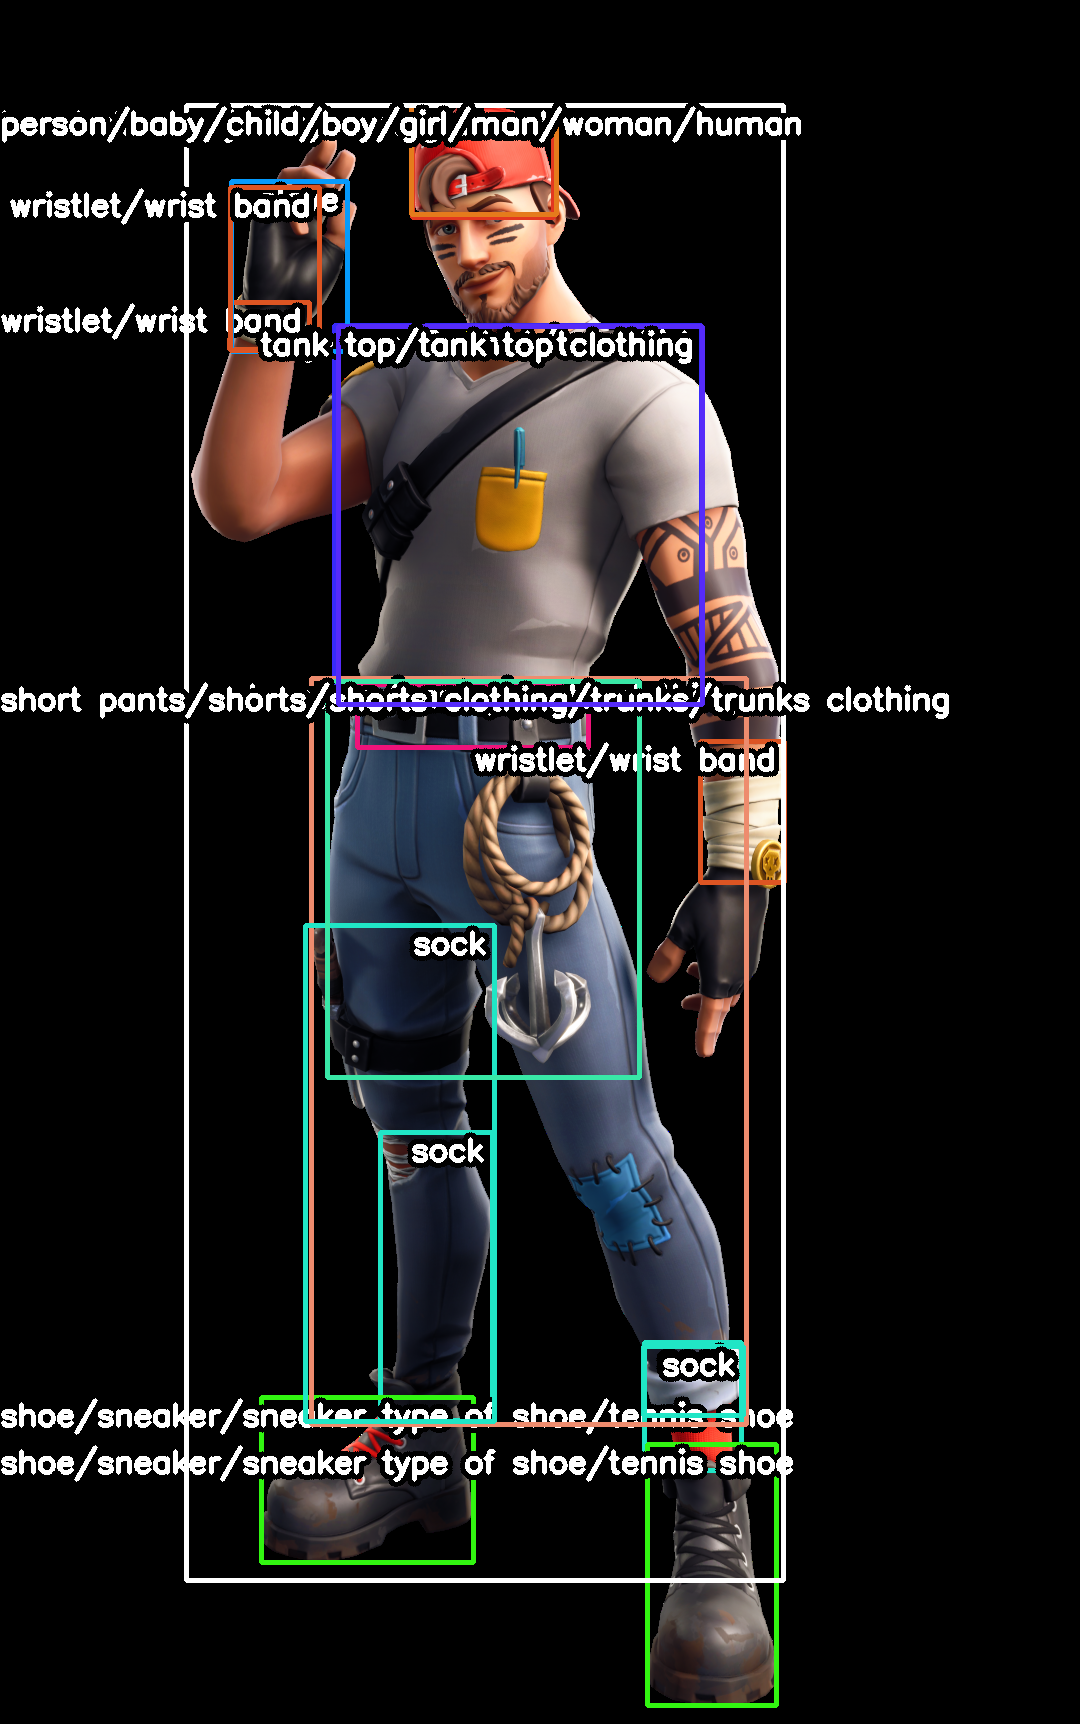 person/baby/child/boy/girl/man/woman/human
wristlet/wrist band
wristlet/wrist band
tank top/tank top clothing
short pants/shorts/shorts clothing/trunks/trunks clothing
wristlet/wrist band
sock
sock
sock
shoe/sneaker/sneaker type of shoe/tennis shoe
shoe/sneaker/sneaker type of shoe/tennis shoe